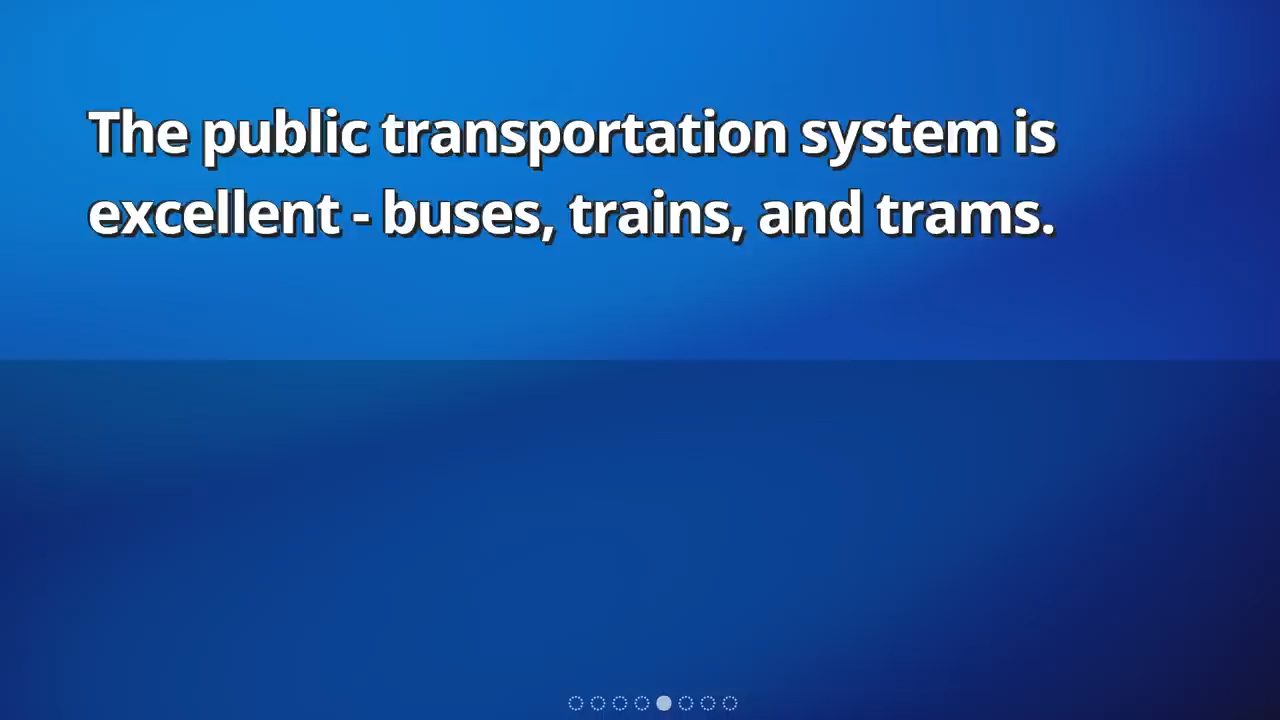 The public transportation system is
excellent - buses, trains, and trams.